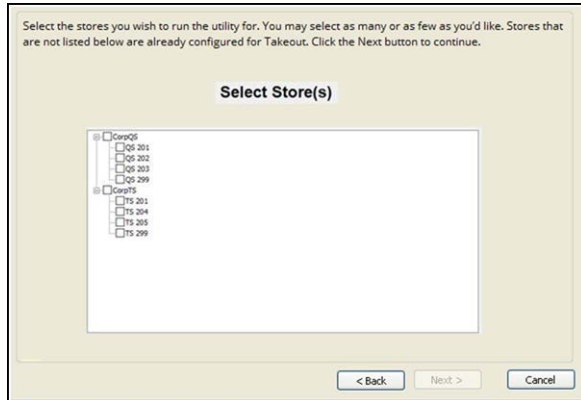 Select the stores you wish to run the utility for. You may select as many or as few as you'd like. Stores that
are not listed below are already configured for Takeout. Click the Next button to continue.
Select Store(s)
CorpQS
QS 201
QS 202
QS 203
QS 299
CorpTS
TS 201
TS 204
TS 205
TS 299
< Back
Next >
Cancel